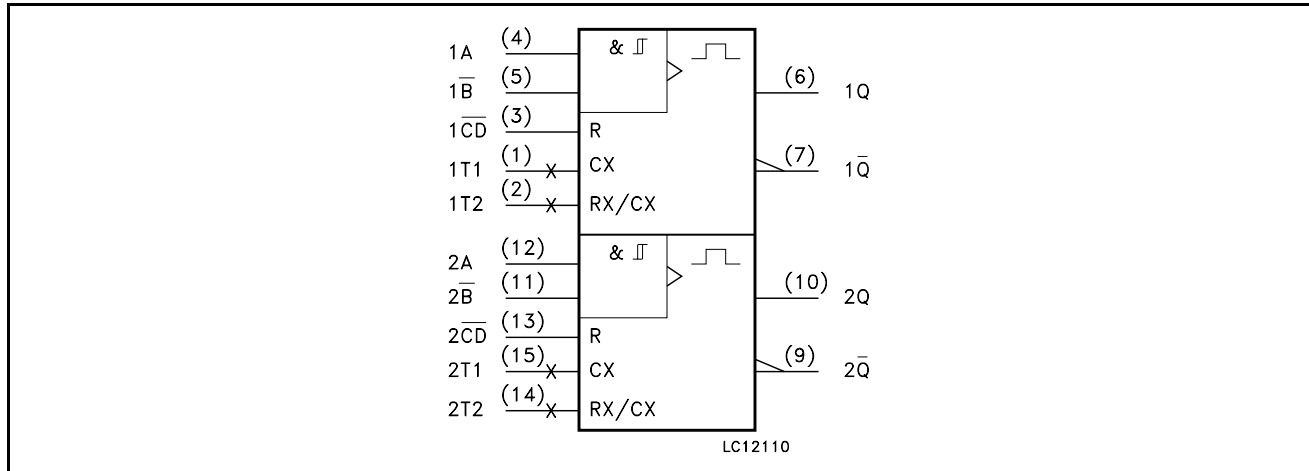 1A (4) & 1B̅ (5) (6) 1Q
1C̅D̅ (3) R
1T1 (1) CX (7) 1Q̅
1T2 (2) RX/CX
2A (12) &
2B̅ (11) (10) 2Q
2C̅D̅ (13) R
2T1 (15) CX (9) 2Q̅
2T2 (14) RX/CX
LC12110